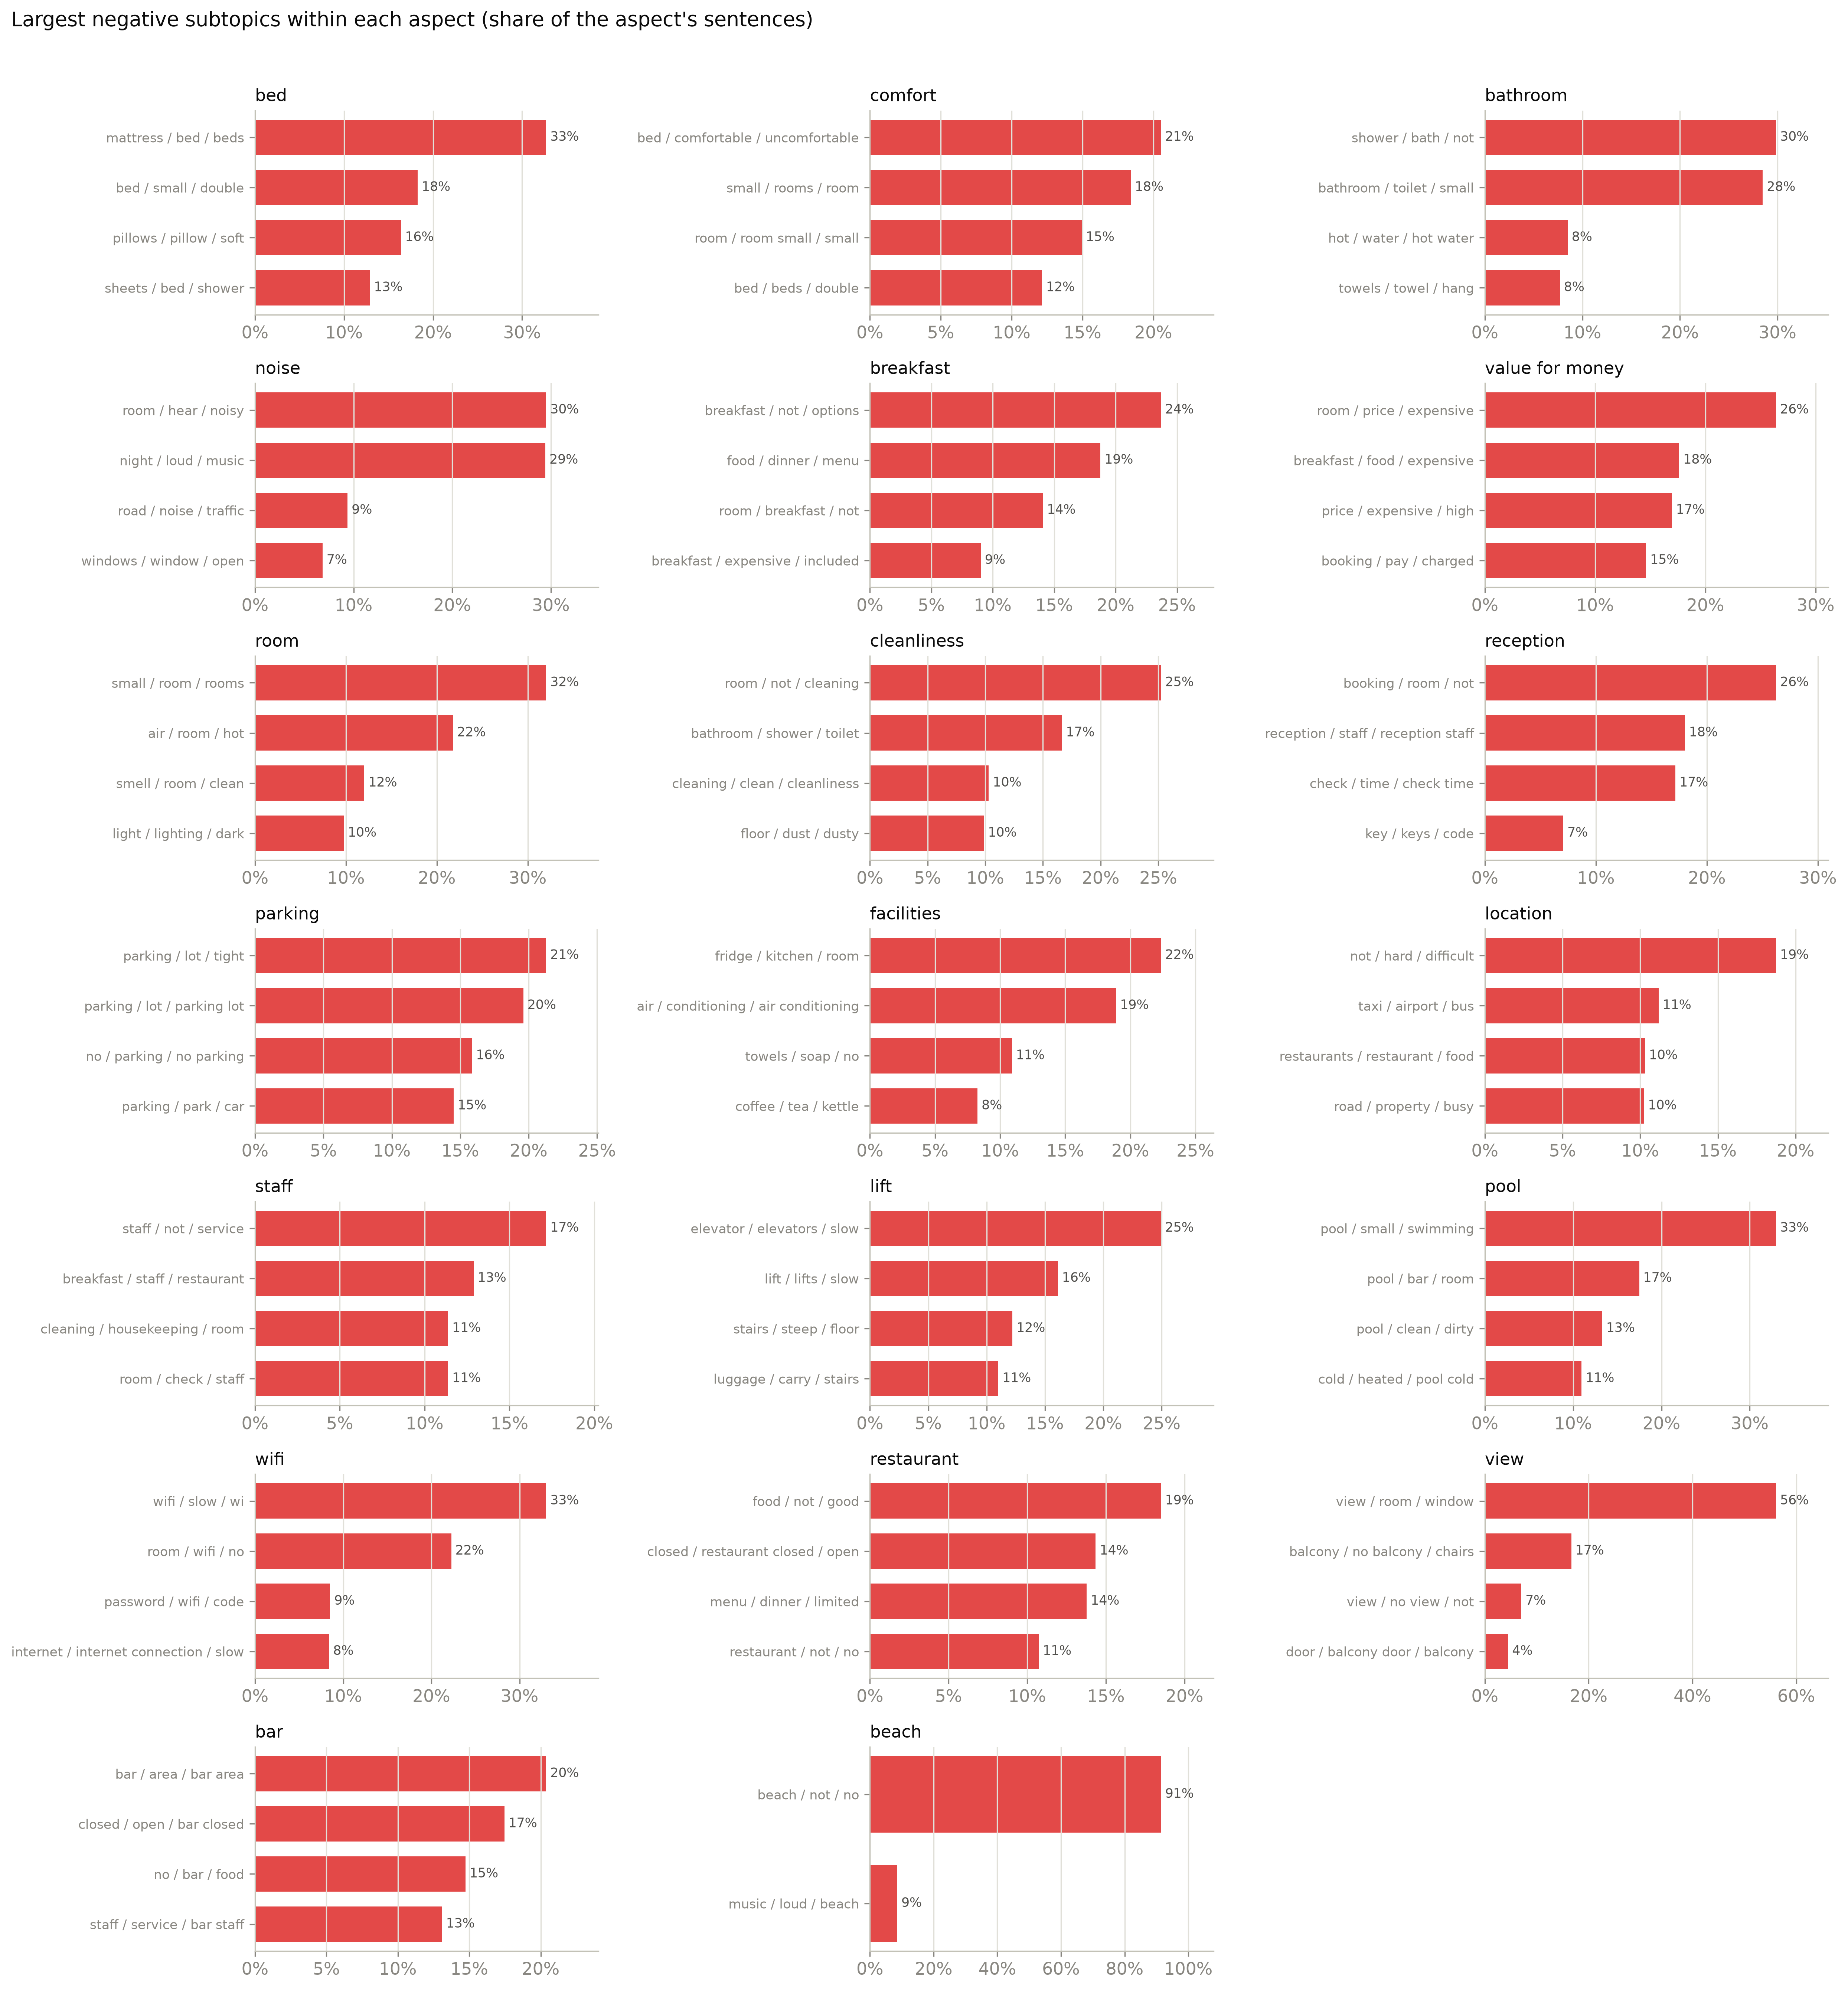 Largest negative subtopics within each aspect (share of the aspect's sentences)
bed
mattress / bed / beds 33%
bed / small / double 18%
pillows / pillow / soft 16%
sheets / bed / shower 13%
0% 10% 20% 30%
comfort
bed / comfortable / uncomfortable 21%
small / rooms / room 18%
room / room small / small 15%
bed / beds / double 12%
0% 5% 10% 15% 20%
bathroom
shower / bath / not 30%
bathroom / toilet / small 28%
hot / water / hot water 8%
towels / towel / hang 8%
0% 10% 20% 30%
noise
room / hear / noisy 30%
night / loud / music 29%
road / noise / traffic 9%
windows / window / open 7%
0% 10% 20% 30%
breakfast
breakfast / not / options 24%
food / dinner / menu 19%
room / breakfast / not 14%
breakfast / expensive / included 9%
0% 5% 10% 15% 20% 25%
value for money
room / price / expensive 26%
breakfast / food / expensive 18%
price / expensive / high 17%
booking / pay / charged 15%
0% 10% 20% 30%
room
small / room / rooms 32%
air / room / hot 22%
smell / room / clean 12%
light / lighting / dark 10%
0% 10% 20% 30%
cleanliness
room / not / cleaning 25%
bathroom / shower / toilet 17%
cleaning / clean / cleanliness 10%
floor / dust / dusty 10%
0% 5% 10% 15% 20% 25%
reception
booking / room / not 26%
reception / staff / reception staff 18%
check / time / check time 17%
key / keys / code 7%
0% 10% 20% 30%
parking
parking / lot / tight 21%
parking / lot / parking lot 20%
no / parking / no parking 16%
parking / park / car 15%
0% 5% 10% 15% 20% 25%
facilities
fridge / kitchen / room 22%
air / conditioning / air conditioning 19%
towels / soap / no 11%
coffee / tea / kettle 8%
0% 5% 10% 15% 20% 25%
location
not / hard / difficult 19%
taxi / airport / bus 11%
restaurants / restaurant / food 10%
road / property / busy 10%
0% 5% 10% 15% 20%
staff
staff / not / service 17%
breakfast / staff / restaurant 13%
cleaning / housekeeping / room 11%
room / check / staff 11%
0% 5% 10% 15% 20%
lift
elevator / elevators / slow 25%
lift / lifts / slow 16%
stairs / steep / floor 12%
luggage / carry / stairs 11%
0% 5% 10% 15% 20% 25%
pool
pool / small / swimming 33%
pool / bar / room 17%
pool / clean / dirty 13%
cold / heated / pool cold 11%
0% 10% 20% 30%
wifi
wifi / slow / wi 33%
room / wifi / no 22%
password / wifi / code 9%
internet / internet connection / slow 8%
0% 10% 20% 30%
restaurant
food / not / good 19%
closed / restaurant closed / open 14%
menu / dinner / limited 14%
restaurant / not / no 11%
0% 5% 10% 15% 20%
view
view / room / window 56%
balcony / no balcony / chairs 17%
view / no view / not 7%
door / balcony door / balcony 4%
0% 20% 40% 60%
bar
bar / area / bar area 20%
closed / open / bar closed 17%
no / bar / food 15%
staff / service / bar staff 13%
0% 5% 10% 15% 20%
beach
beach / not / no 91%
music / loud / beach 9%
0% 20% 40% 60% 80% 100%